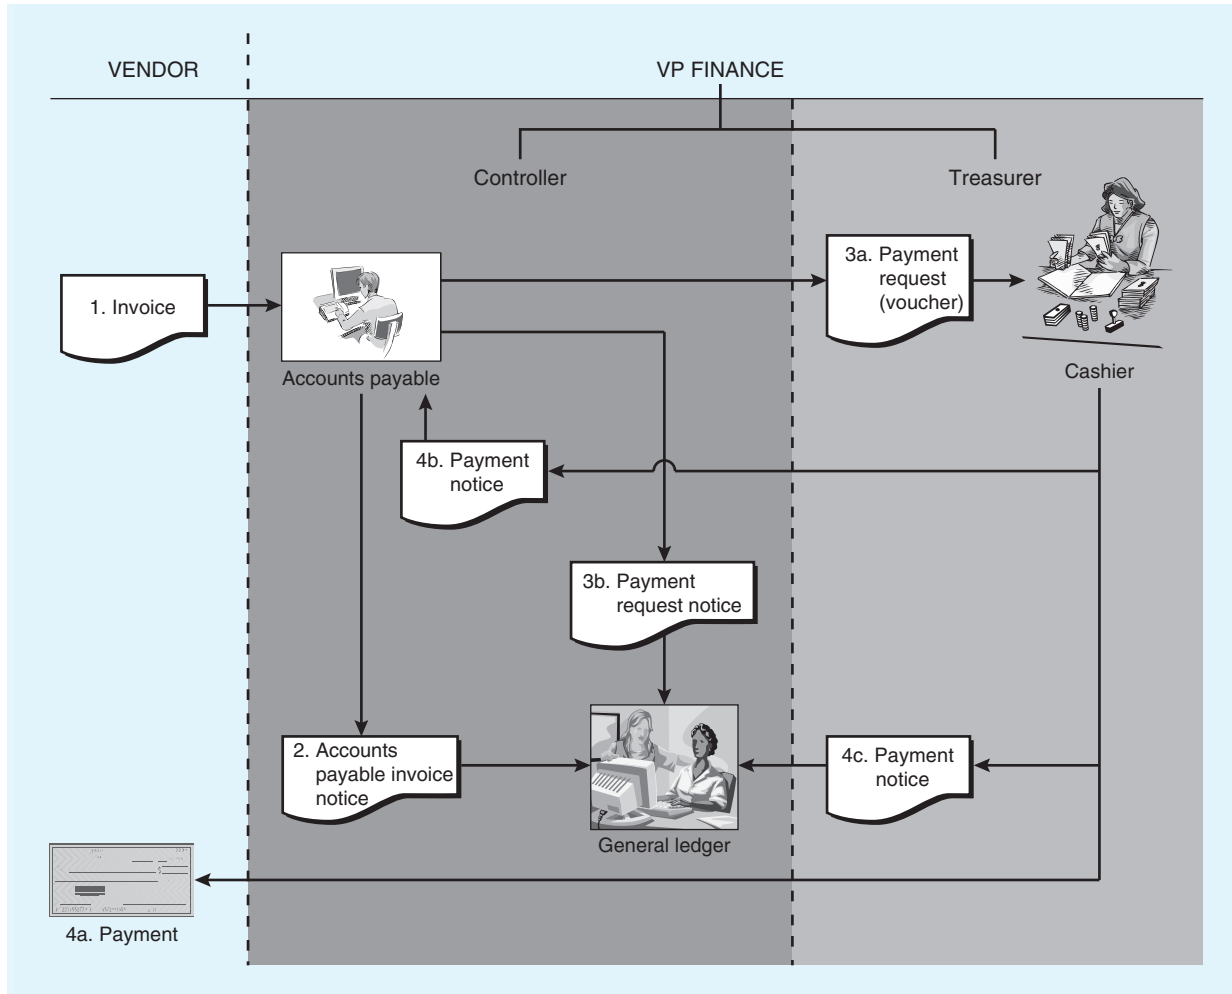 VENDOR
VP FINANCE
Controller
Treasurer
1. Invoice
3a. Payment
request
(voucher)
Accounts payable
Cashier
4b. Payment
notice
3b. Payment
request notice
2. Accounts
payable invoice
notice
4c. Payment
notice
General ledger
4a. Payment